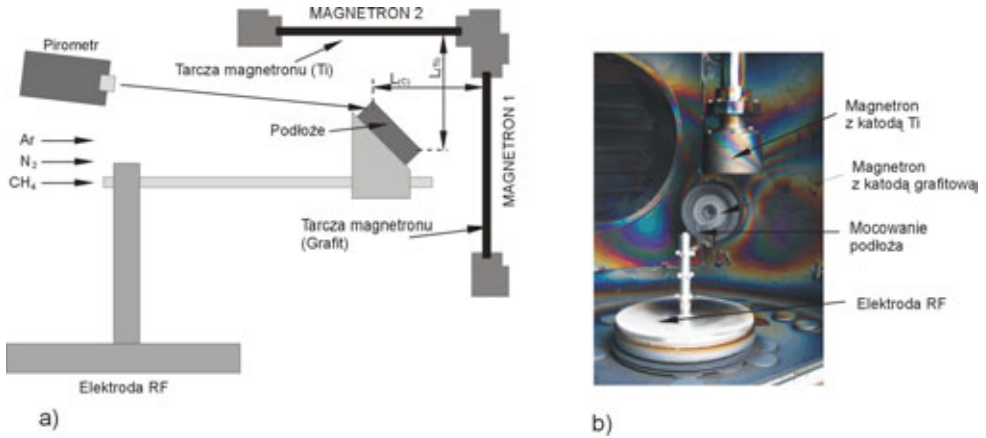 MAGNETRON 2
Pirometr
Tarcza magnetronu (Ti)
L(Ti)
L(C)
Podłoże
MAGNETRON 1
Ar
N₂
CH₄
Tarcza magnetronu
(Grafit)
Elektroda RF
a)
Magnetron
z katodą Ti
Magnetron
z katodą grafitową
Mocowanie
podłoża
Elektroda RF
b)